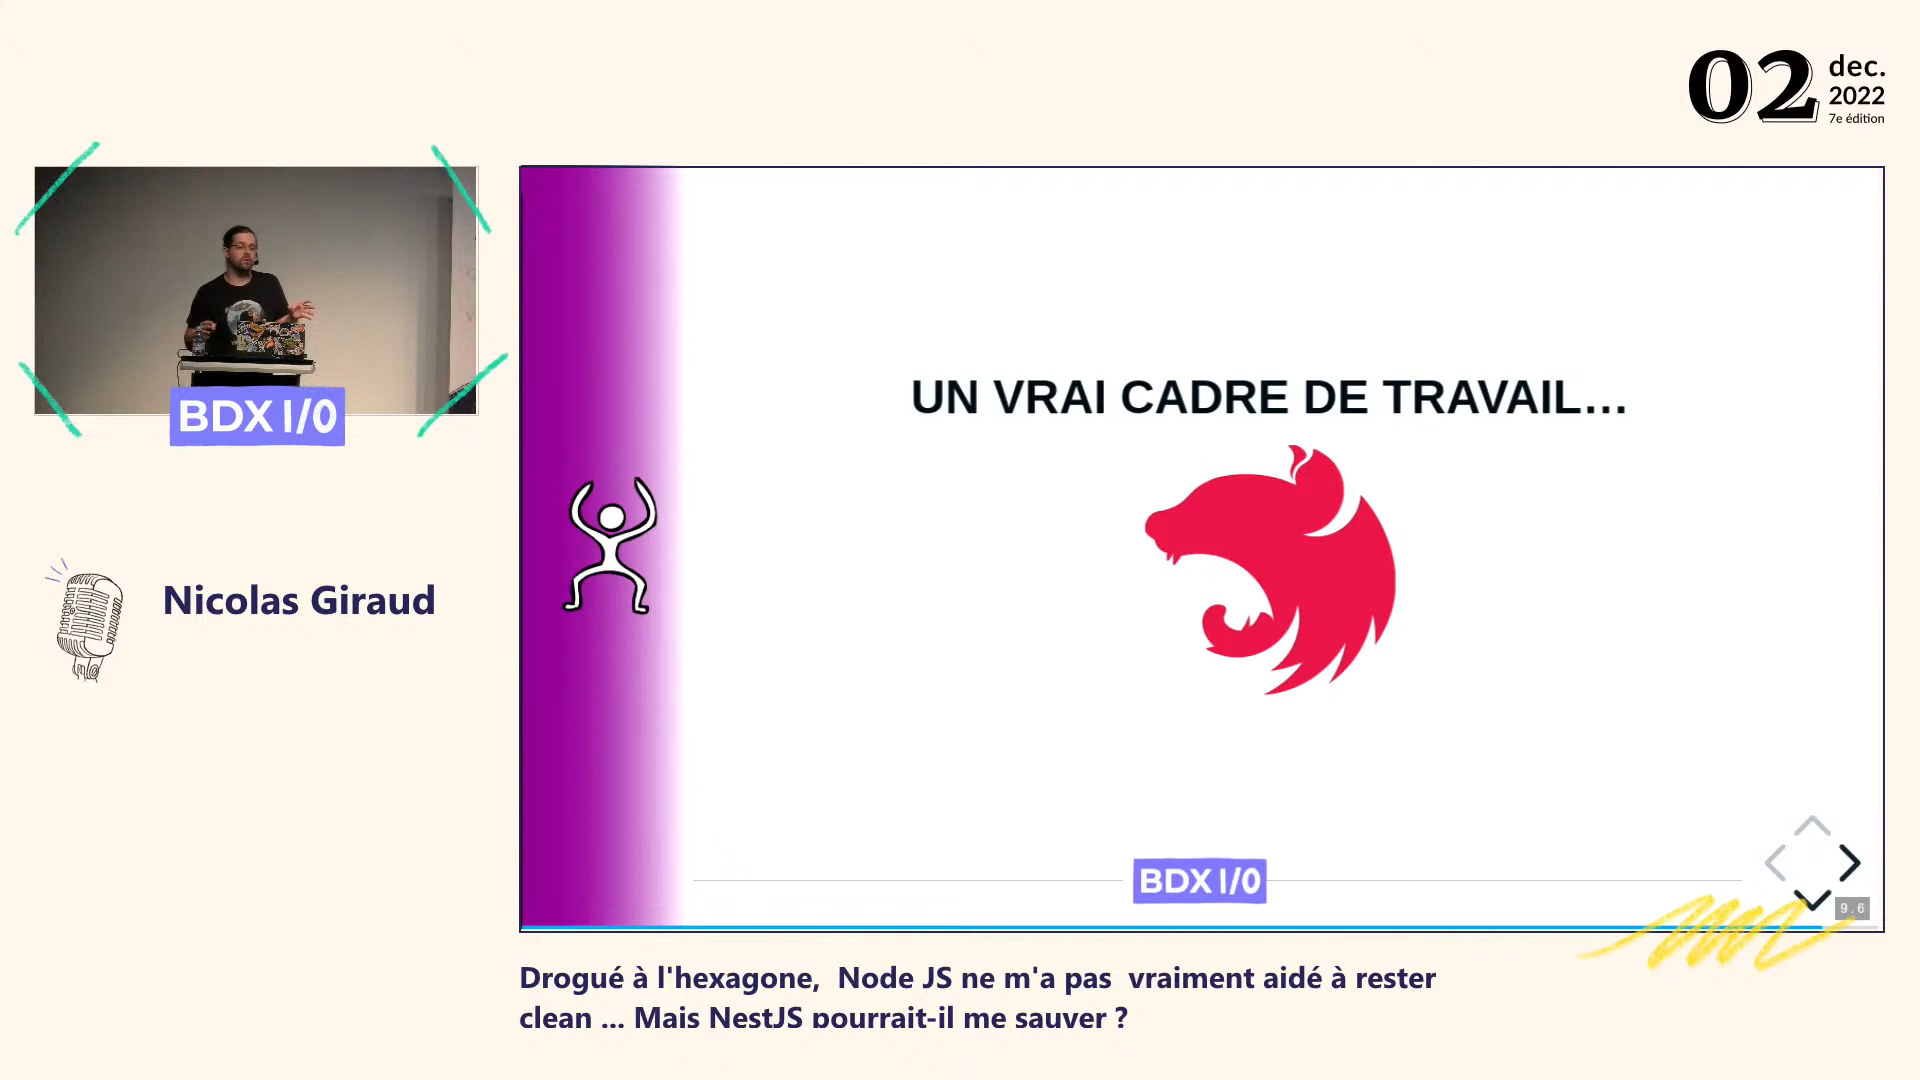 02
dec.
2022
7e édition
BDX I/O
Nicolas Giraud
UN VRAI CADRE DE TRAVAIL...
BDX I/O
9.6
Drogué à l'hexagone,  Node JS ne m'a pas  vraiment aidé à rester
clean ... Mais NestJS pourrait-il me sauver ?